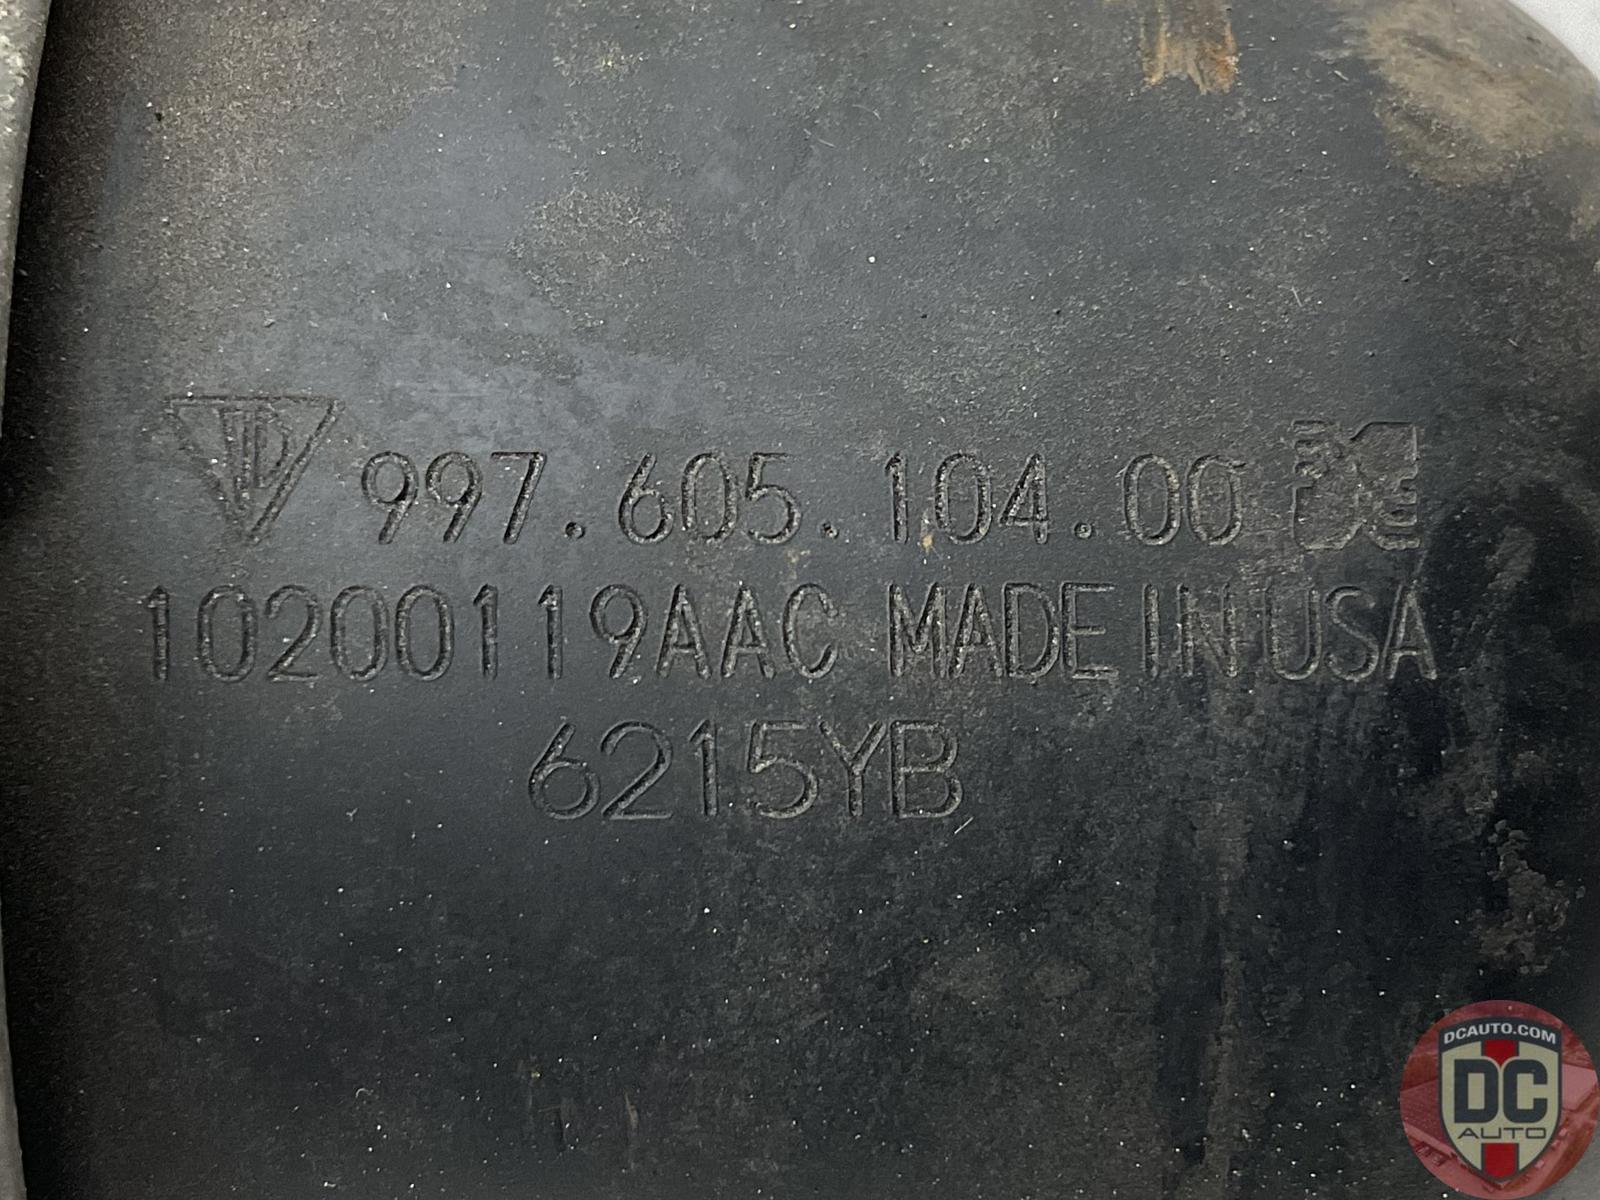 997.605.104.00
10200119AAC MADE IN USA
6215YB
DCAUTO.COM
DC
AUTO